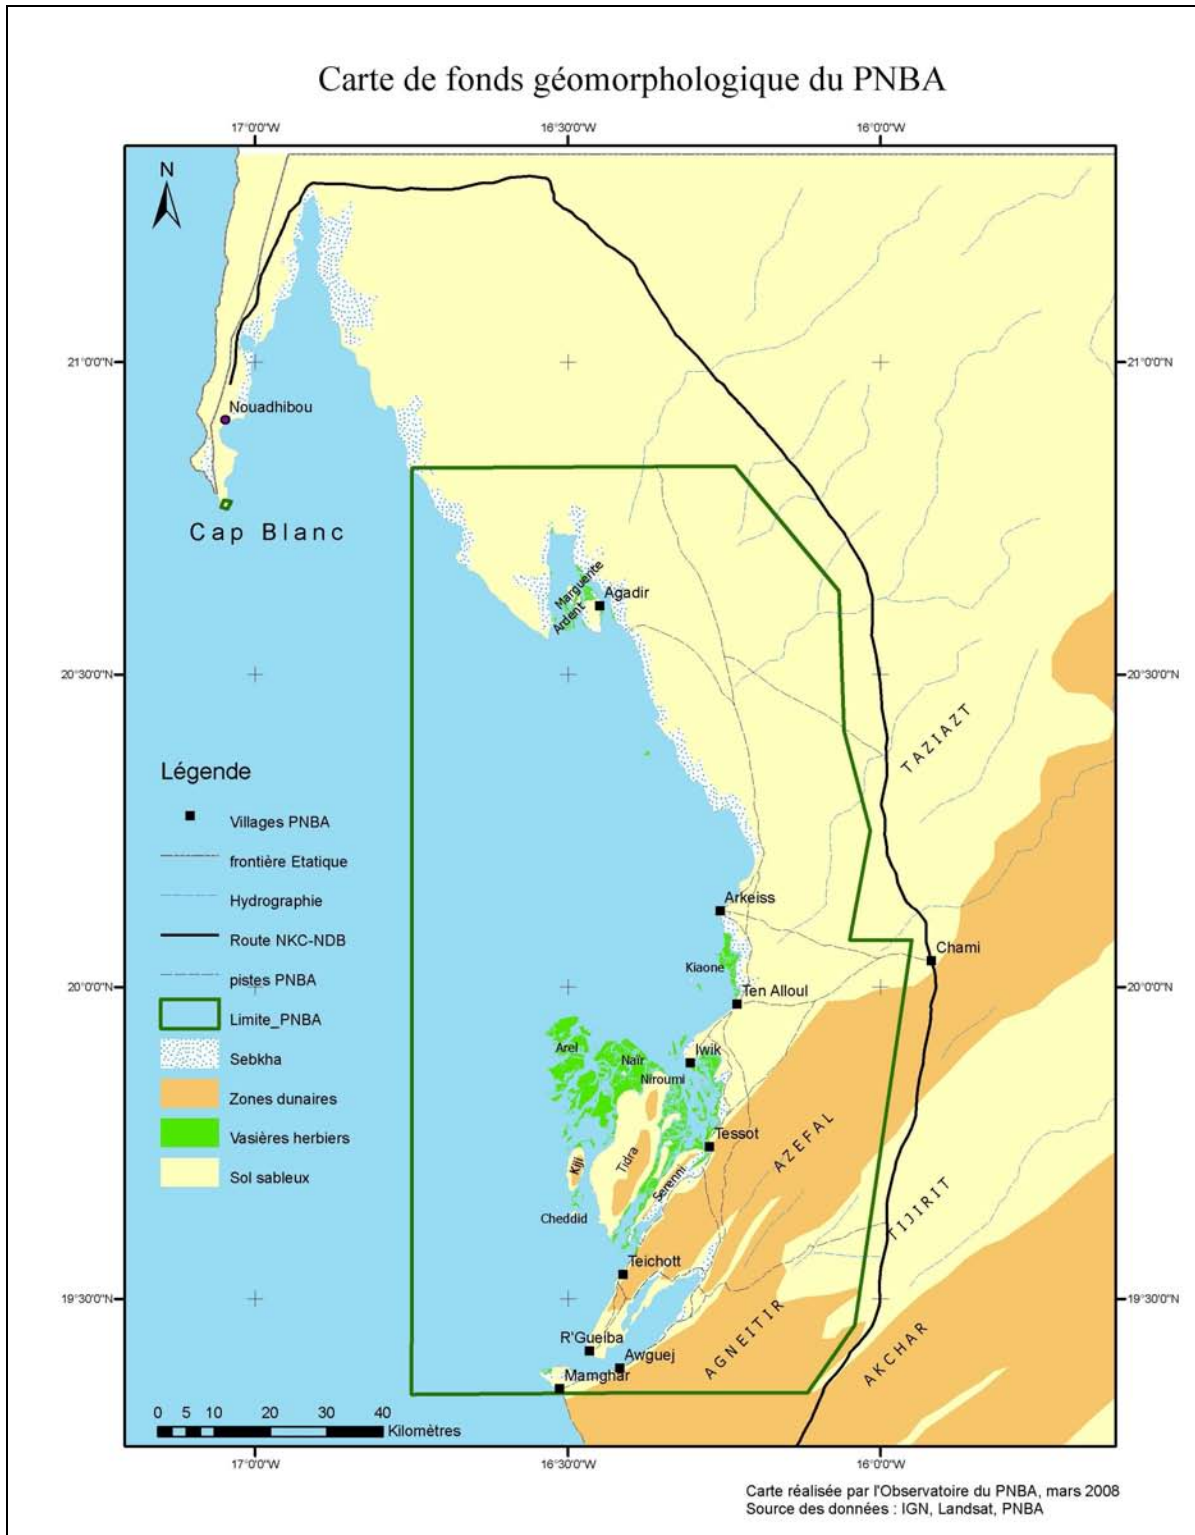 Carte de fonds géomorphologique du PNBA
17°0'0"W
16°30'0"W
16°0'0"W
N
21°0'0"N
21°0'0"N
Nouadhibou
Cap Blanc
Marguente
Ardent
Agadir
20°30'0"N
20°30'0"N
TAZIAZT
Légende
Villages PNBA
frontière Etatique
Hydrographie
Route NKC-NDB
pistes PNBA
Limite_PNBA
Sebkha
Zones dunaires
Vasières herbiers
Sol sableux
Arkeiss
Chami
Kiaone
20°0'0"N
20°0'0"N
Ten Alloul
Arel
Naïr
Iwik
Niroumi
Tessot
AZEFAL
Kiji
Tidra
Serenni
Cheddid
TIJIRIT
Teichott
19°30'0"N
19°30'0"N
R'Gueiba
Awguej
AGNEITIR
AKCHAR
Mamghar
0 5 10 20 30 40
Kilomètres
17°0'0"W
16°30'0"W
16°0'0"W
Carte réalisée par l'Observatoire du PNBA, mars 2008
Source des données : IGN, Landsat, PNBA